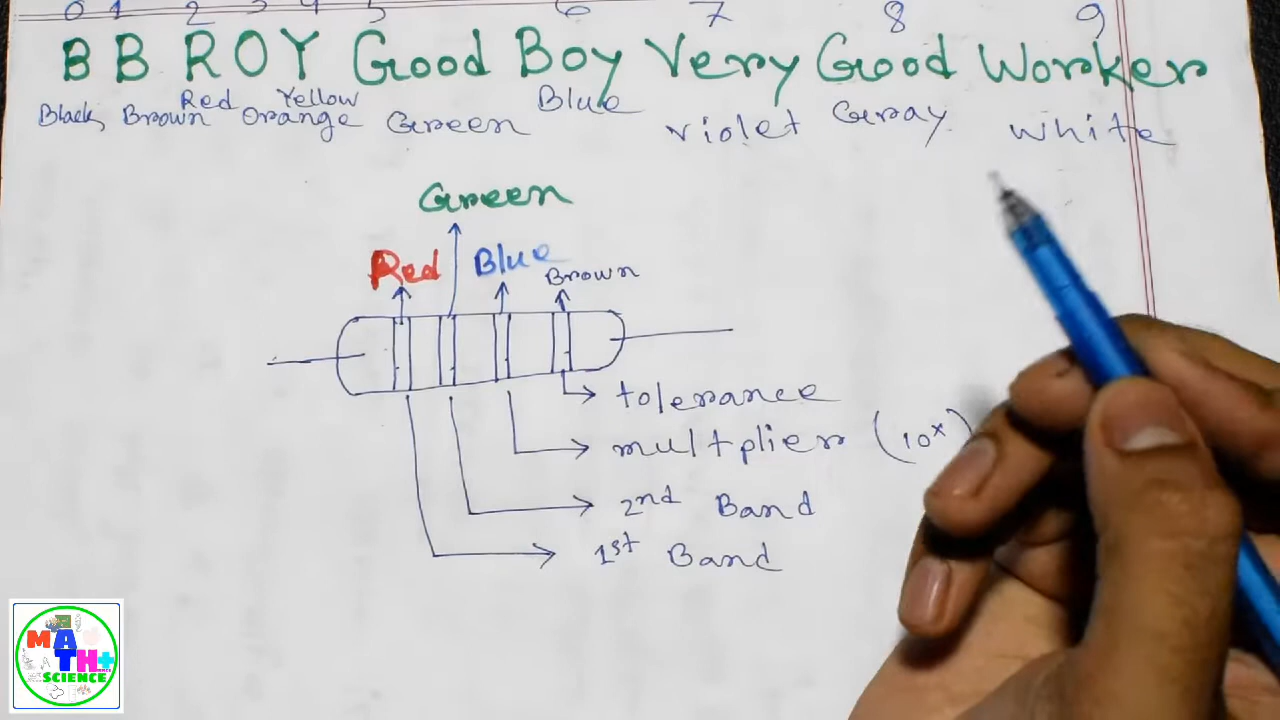 0 1 2 3 4 5 6 7 8 9
B B R O Y Good Boy Very Good Worker
Black, Brown Red Orange Yellow Green Blue Violet Gray White
Green
Red Blue Brown
tolerance
multplier (10ˣ)
2nd Band
1st Band
MATH+
SCIENCE